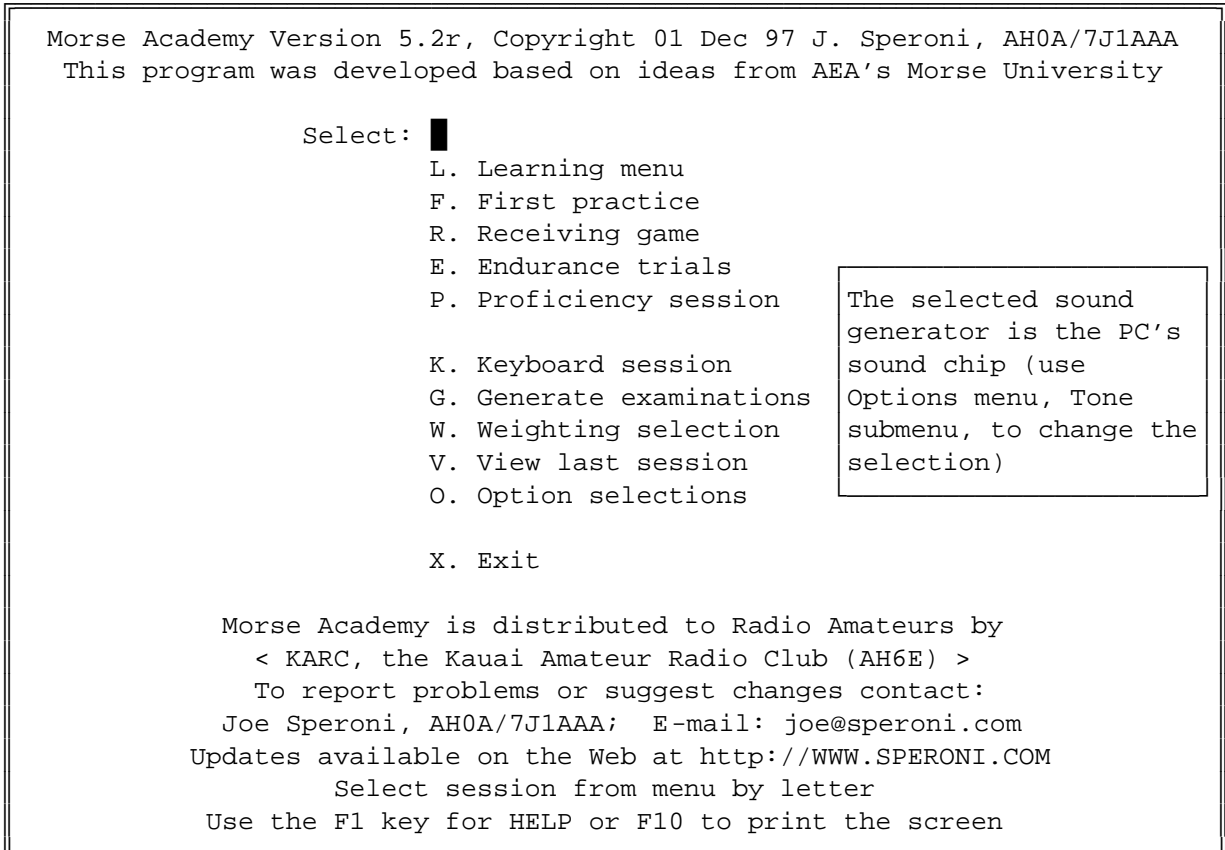 Morse Academy Version 5.2r, Copyright 01 Dec 97 J. Speroni, AH0A/7J1AAA
This program was developed based on ideas from AEA's Morse University
Select:
L. Learning menu
F. First practice
R. Receiving game
E. Endurance trials
P. Proficiency session
K. Keyboard session
G. Generate examinations
W. Weighting selection
V. View last session
O. Option selections
X. Exit
The selected sound
generator is the PC's
sound chip (use
Options menu, Tone
submenu, to change the
selection)
Morse Academy is distributed to Radio Amateurs by
< KARC, the Kauai Amateur Radio Club (AH6E) >
To report problems or suggest changes contact:
Joe Speroni, AH0A/7J1AAA; E-mail: joe@speroni.com
Updates available on the Web at http://WWW.SPERONI.COM
Select session from menu by letter
Use the F1 key for HELP or F10 to print the screen